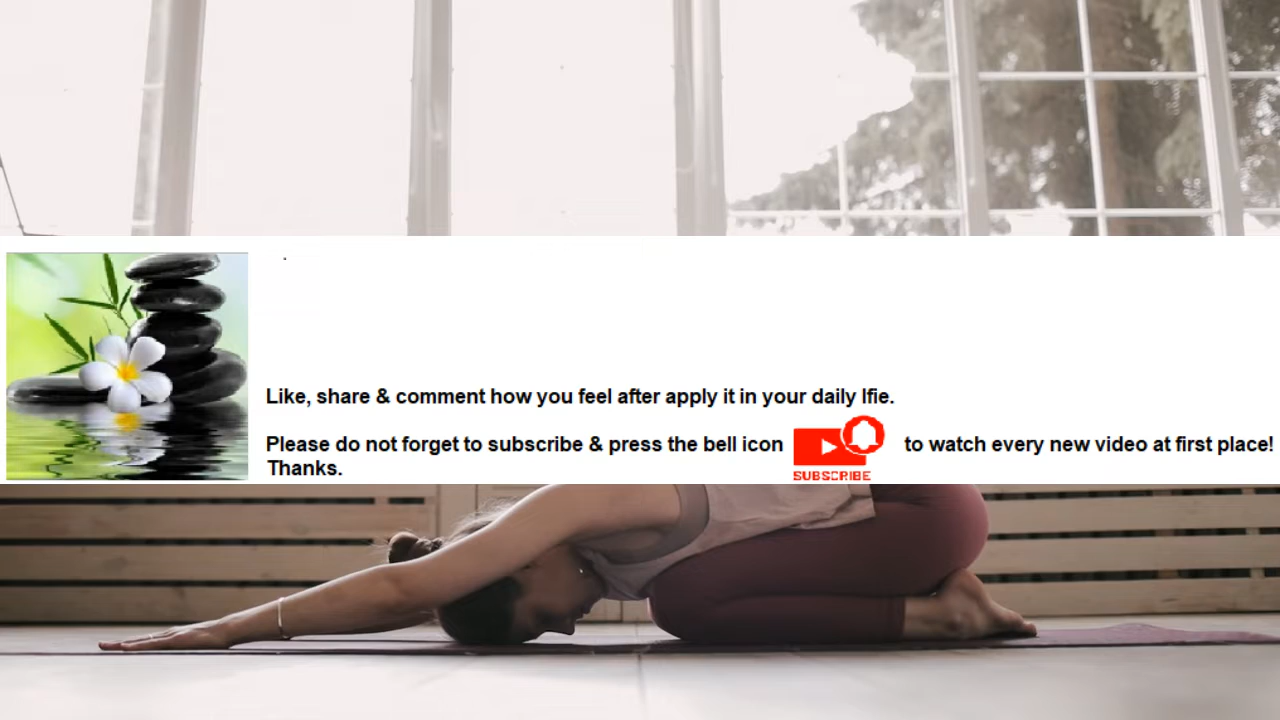 Like, share & comment how you feel after apply it in your daily lfie.
Please do not forget to subscribe & press the bell icon SUBSCRIBE to watch every new video at first place!
Thanks.